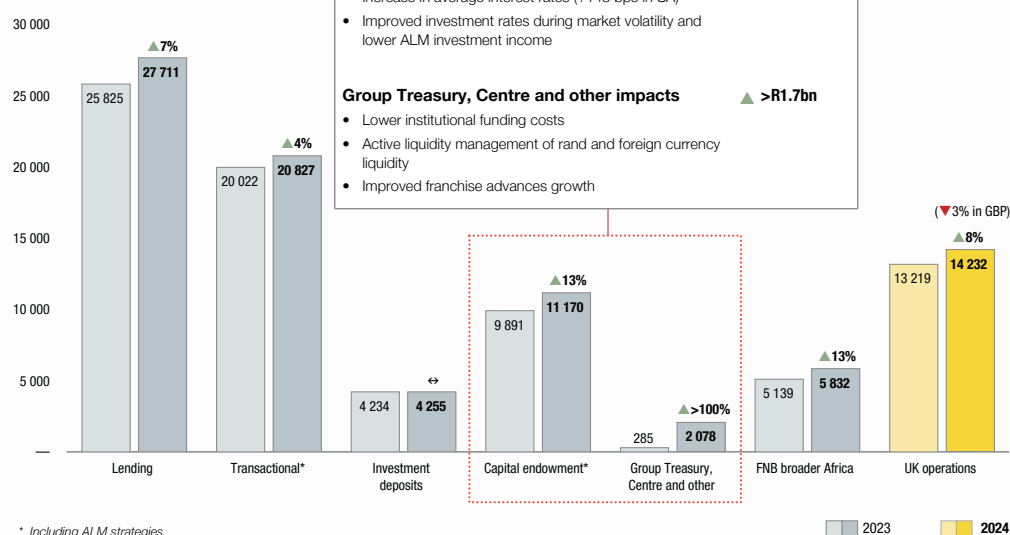 Increase in average interest rates
• Improved investment rates during market volatility and
lower ALM investment income
Group Treasury, Centre and other impacts ▲ >R1.7bn
• Lower institutional funding costs
• Active liquidity management of rand and foreign currency
liquidity
• Improved franchise advances growth
30 000
25 000
20 000
15 000
10 000
5 000
—
▲7%
25 825
27 711
▲4%
20 022
20 827
↔
4 234
4 255
▲13%
9 891
11 170
▲>100%
285
2 078
▲13%
5 139
5 832
(▼3% in GBP)
▲8%
13 219
14 232
Lending
Transactional*
Investment
deposits
Capital endowment*
Group Treasury,
Centre and other
FNB broader Africa
UK operations
* Including ALM strategies.
2023
2024